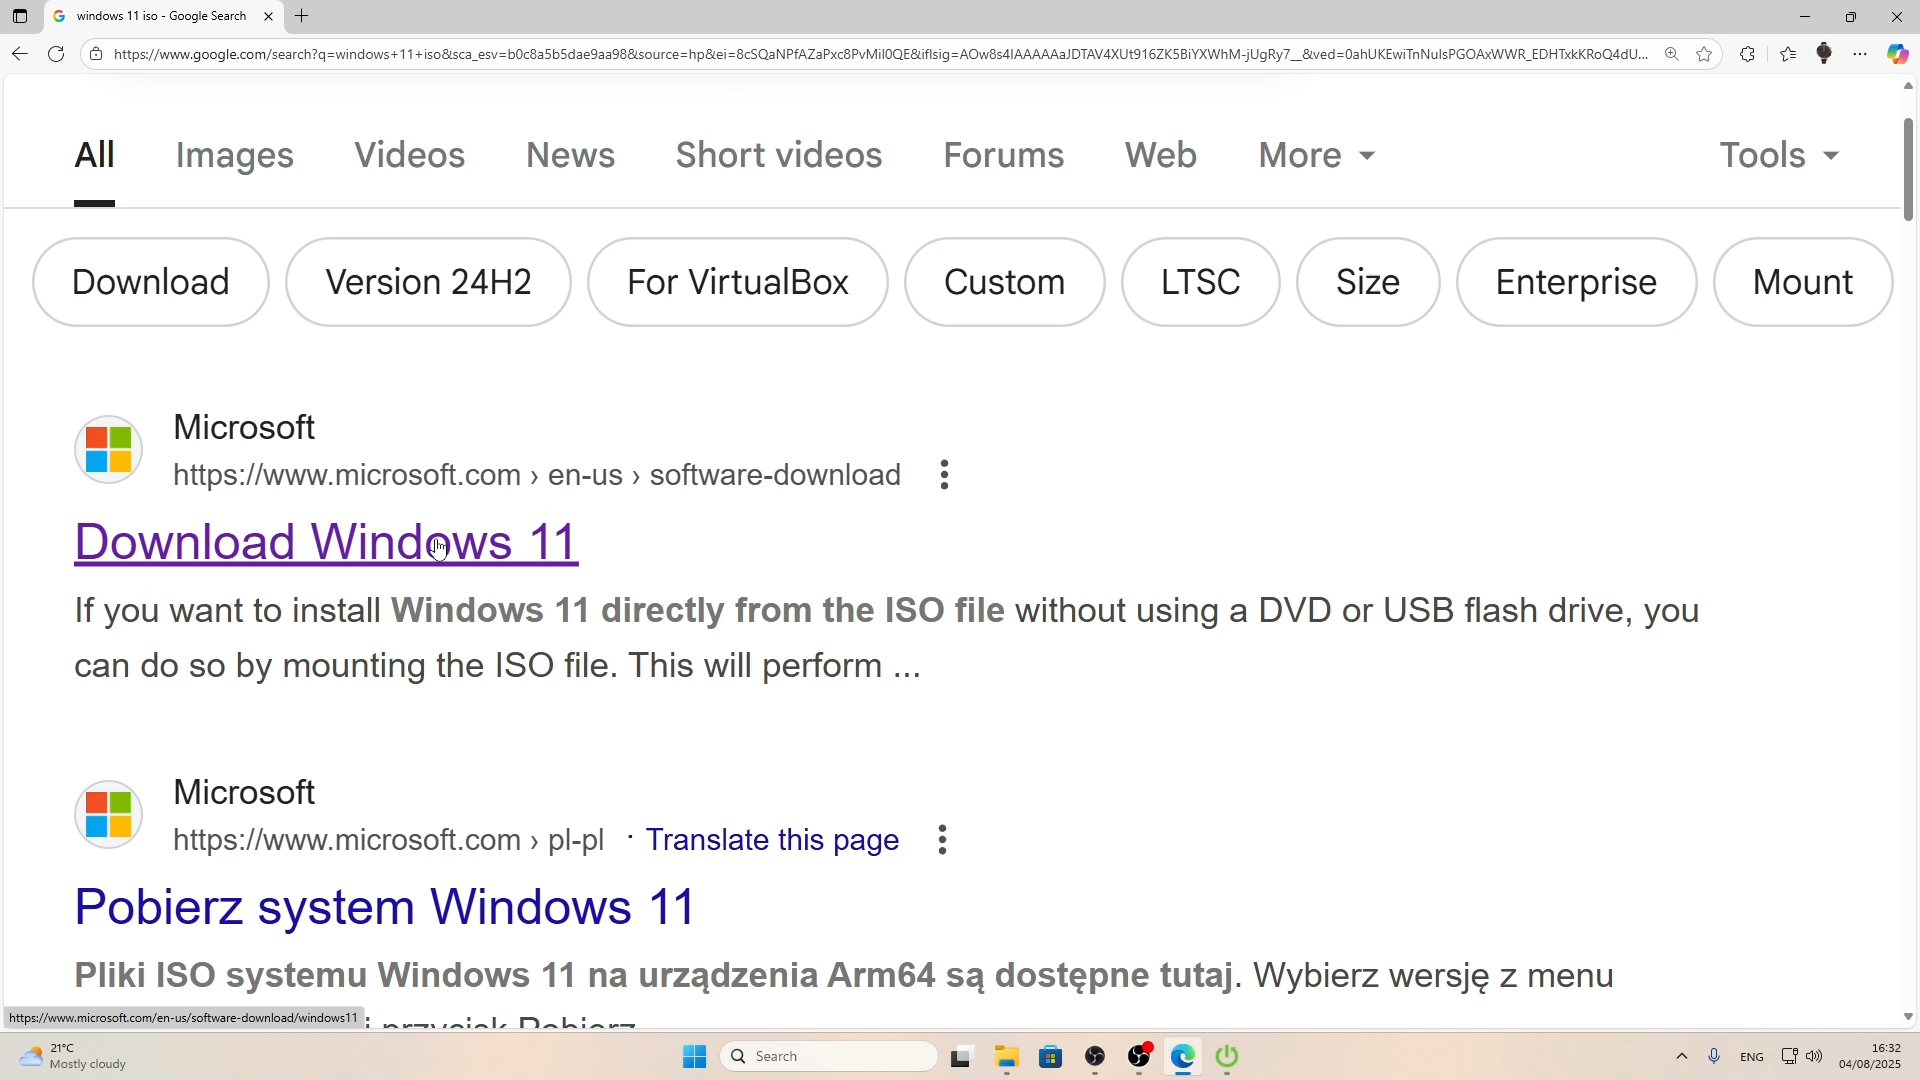 windows 11 iso - Google Search
https://www.google.com/search?q=windows+11+iso&sca_esv=b0c8a5b5dae9aa98&source=hp&ei=8cSQaNPfAZaPxc8PvMil0QE&iflsig=AOw8s4IAAAAAaJDTAV4XUt916ZK5BiYXWhM-jUgRy7__&ved=0ahUKEwiTnNulsPGOAxWWR_EDHTxkKRoQ4dU...
All Images Videos News Short videos Forums Web More Tools
Download Version 24H2 For VirtualBox Custom LTSC Size Enterprise Mount
Microsoft
https://www.microsoft.com › en-us › software-download
Download Windows 11
If you want to install Windows 11 directly from the ISO file without using a DVD or USB flash drive, you
can do so by mounting the ISO file. This will perform ...
Microsoft
https://www.microsoft.com › pl-pl · Translate this page
Pobierz system Windows 11
Pliki ISO systemu Windows 11 na urządzenia Arm64 są dostępne tutaj. Wybierz wersję z menu
https://www.microsoft.com/en-us/software-download/windows11
21°C
Mostly cloudy
Search
ENG
16:32
04/08/2025